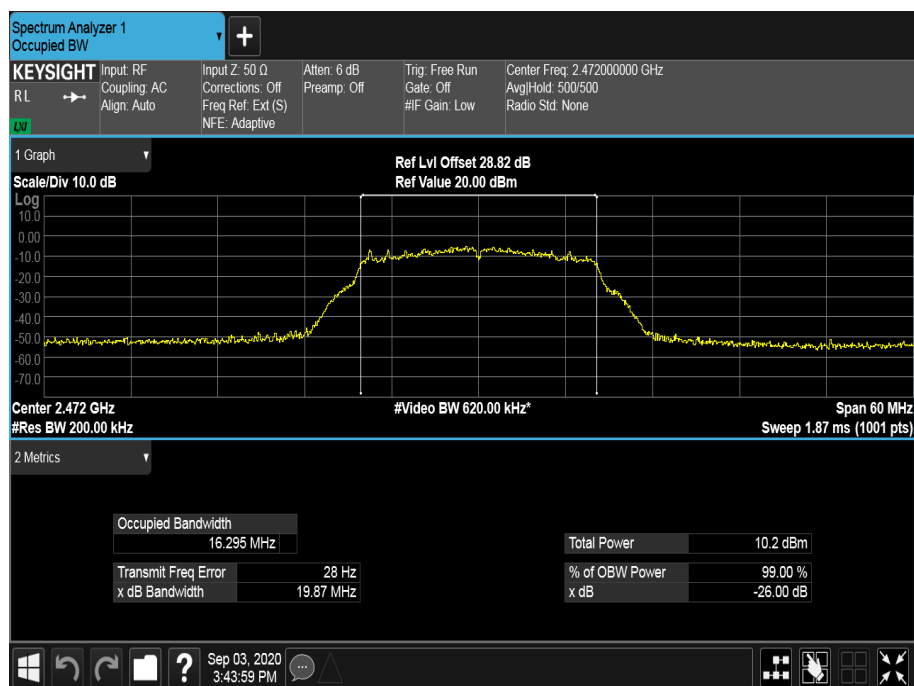 Spectrum Analyzer 1
Occupied BW
+
KEYSIGHT
RL
LXI
Input: RF
Coupling: AC
Align: Auto
Input Z: 50 Ω
Corrections: Off
Freq Ref: Ext (S)
NFE: Adaptive
Atten: 6 dB
Preamp: Off
Trig: Free Run
Gate: Off
#IF Gain: Low
Center Freq: 2.472000000 GHz
Avg|Hold: 500/500
Radio Std: None
1 Graph
Scale/Div 10.0 dB
Ref Lvl Offset 28.82 dB
Ref Value 20.00 dBm
Log
10.0
0.00
-10.0
-20.0
-30.0
-40.0
-50.0
-60.0
-70.0
Center 2.472 GHz
#Video BW 620.00 kHz*
Span 60 MHz
#Res BW 200.00 kHz
Sweep 1.87 ms (1001 pts)
2 Metrics
Occupied Bandwidth
16.295 MHz
Total Power 10.2 dBm
Transmit Freq Error 28 Hz
% of OBW Power 99.00 %
x dB Bandwidth 19.87 MHz
x dB -26.00 dB
?
Sep 03, 2020
3:43:59 PM